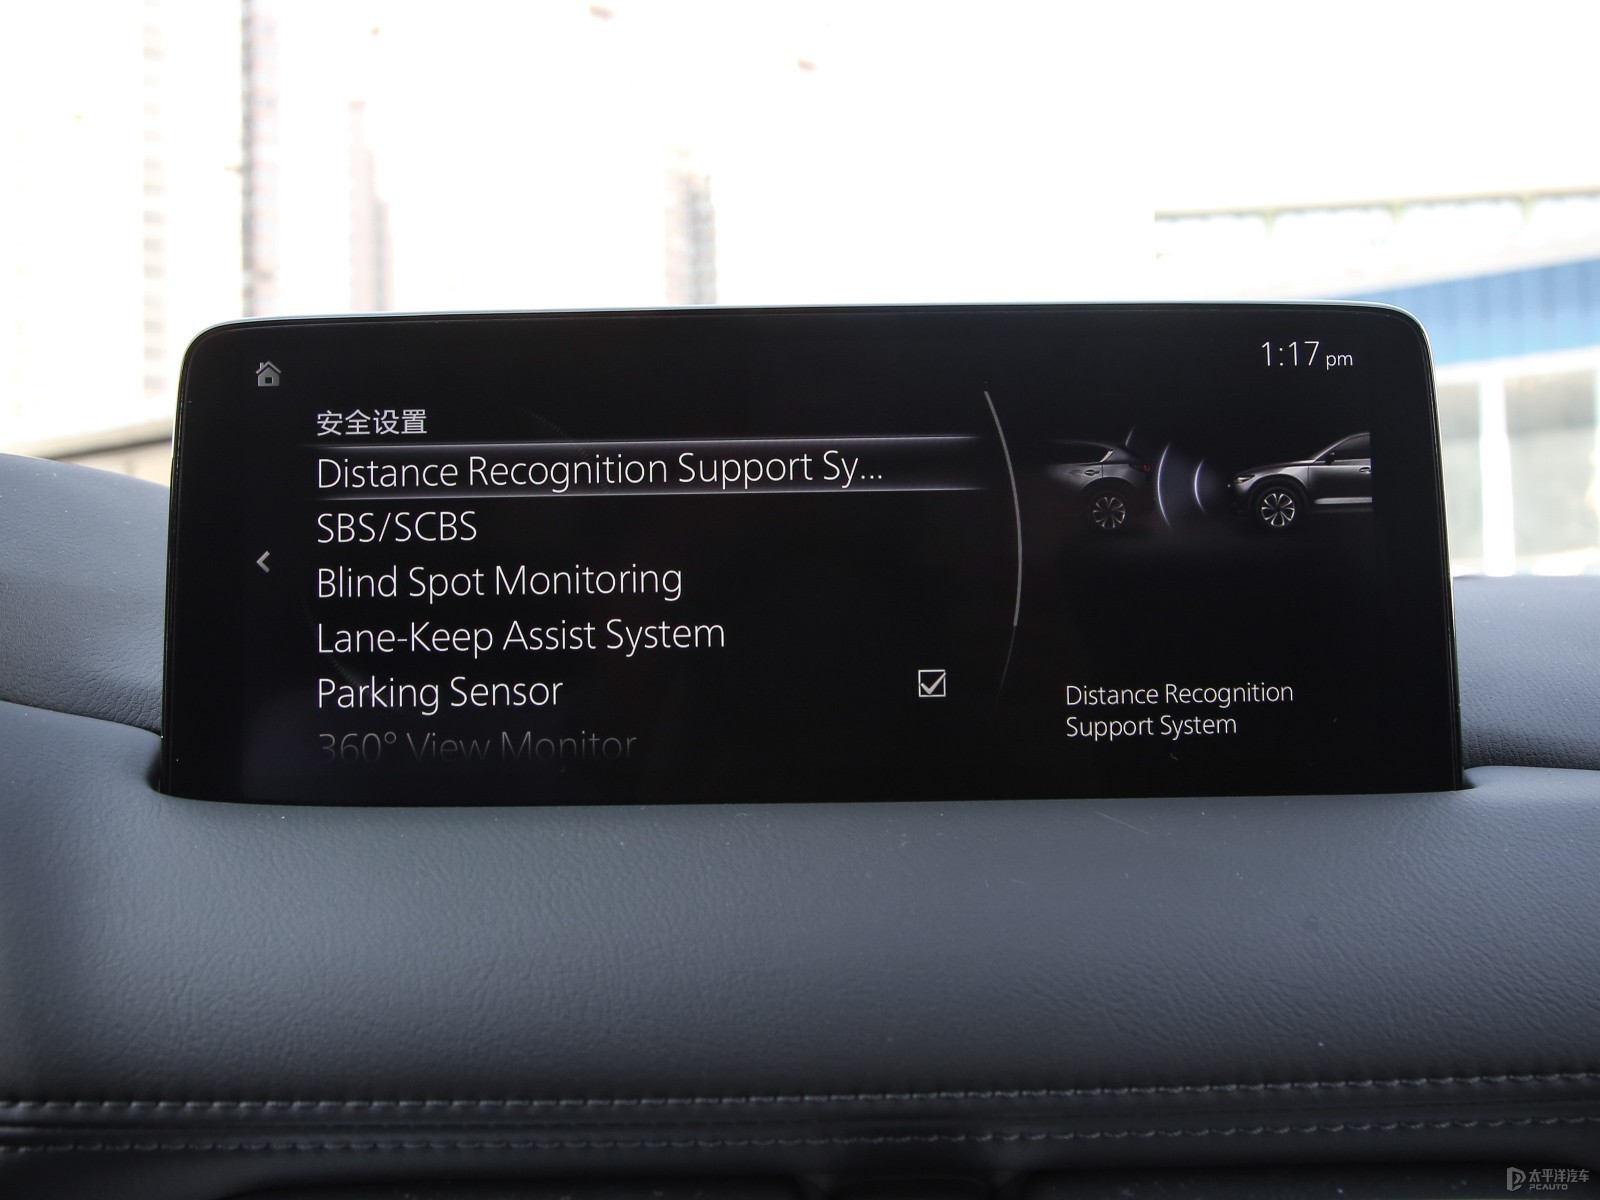 1:17 pm
安全设置
Distance Recognition Support Sy...
SBS/SCBS
Blind Spot Monitoring
Lane-Keep Assist System
Parking Sensor
360° View Monitor
Distance Recognition
Support System
太平洋汽车
PCAUTO